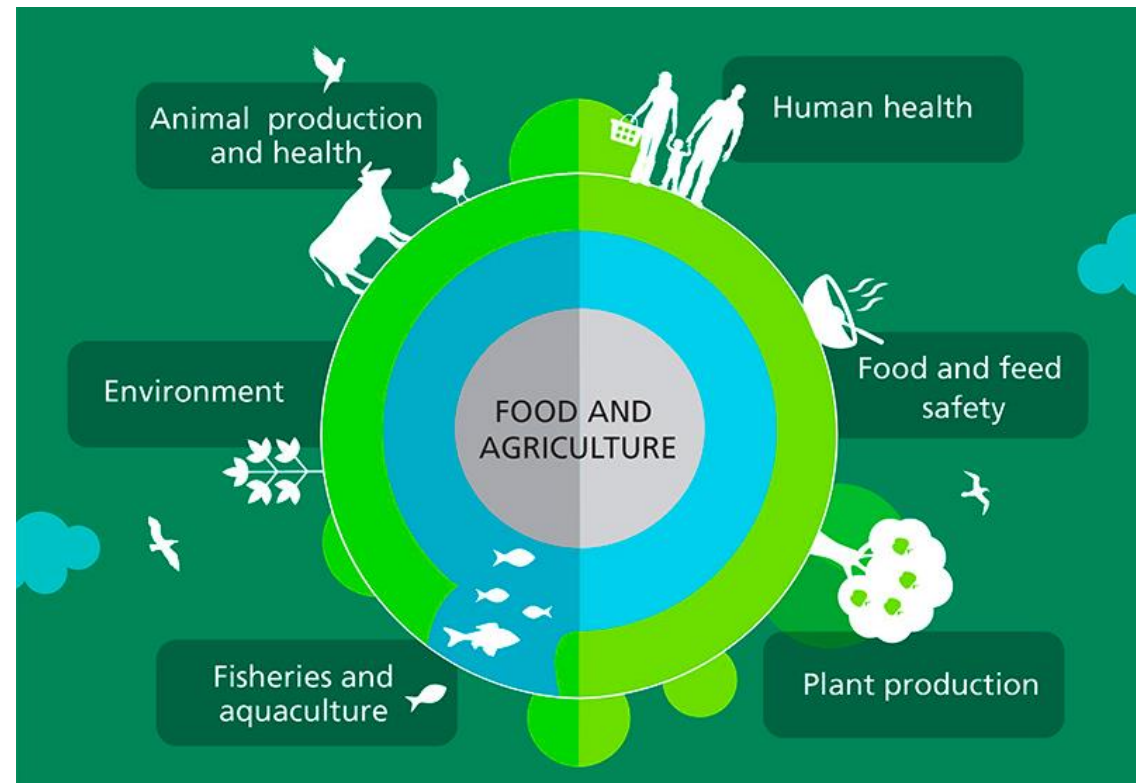 Animal production
and health
Human health
Environment
FOOD AND
AGRICULTURE
Food and feed
safety
Fisheries and
aquaculture
Plant production